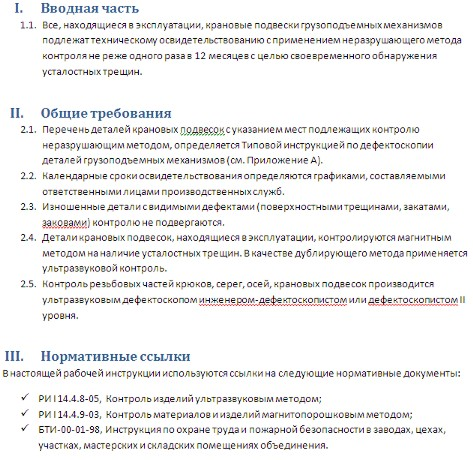 I. Вводная часть
1.1. Все, находящиеся в эксплуатации, крановые подвески грузоподъемных механизмов
подлежат техническому освидетельствованию с применением неразрушающего метода
контроля не реже одного раза в 12 месяцев с целью своевременного обнаружения
усталостных трещин.
II. Общие требования
2.1. Перечень деталей крановых подвесок с указанием мест подлежащих контролю
неразрушающим методом, определяется Типовой инструкцией по дефектоскопии
деталей грузоподъемных механизмов (см. Приложение А).
2.2. Календарные сроки освидетельствования определяются графиками, составляемыми
ответственными лицами производственных служб.
2.3. Изношенные детали с видимыми дефектами (поверхностными трещинами, закатами,
заковами) контролю не подвергаются.
2.4. Детали крановых подвесок, находящиеся в эксплуатации, контролируются магнитным
методом на наличие усталостных трещин. В качестве дублирующего метода применяется
ультразвуковой контроль.
2.5. Контроль резьбовых частей крюков, серег, осей, крановых подвесок производится
ультразвуковым дефектоскопом инженером-дефектоскопистом или дефектоскопистом II
уровня.
III. Нормативные ссылки
В настоящей рабочей инструкции используются ссылки на следующие нормативные документы:
✓ РИ I 14.4.8-05, Контроль изделий ультразвуковым методом;
✓ РИ I 14.4.9-03, Контроль материалов и изделий магнитопорошковым методом;
✓ БТИ-00-01-98, Инструкция по охране труда и пожарной безопасности в заводах, цехах,
участках, мастерских и складских помещениях объединения.